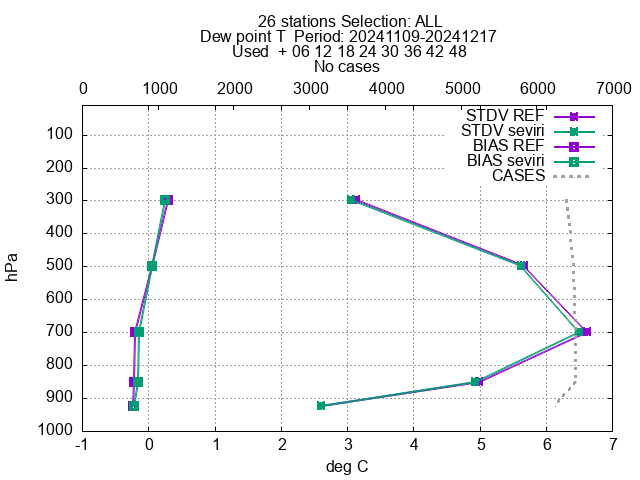 26 stations Selection: ALL
Dew point T  Period: 20241109-20241217
Used  + 06 12 18 24 30 36 42 48
No cases
0 1000 2000 3000 4000 5000 6000 7000
STDV REF
STDV seviri
BIAS REF
BIAS seviri
CASES
100
200
300
400
500
600
700
800
900
1000
hPa
-1 0 1 2 3 4 5 6 7
deg C